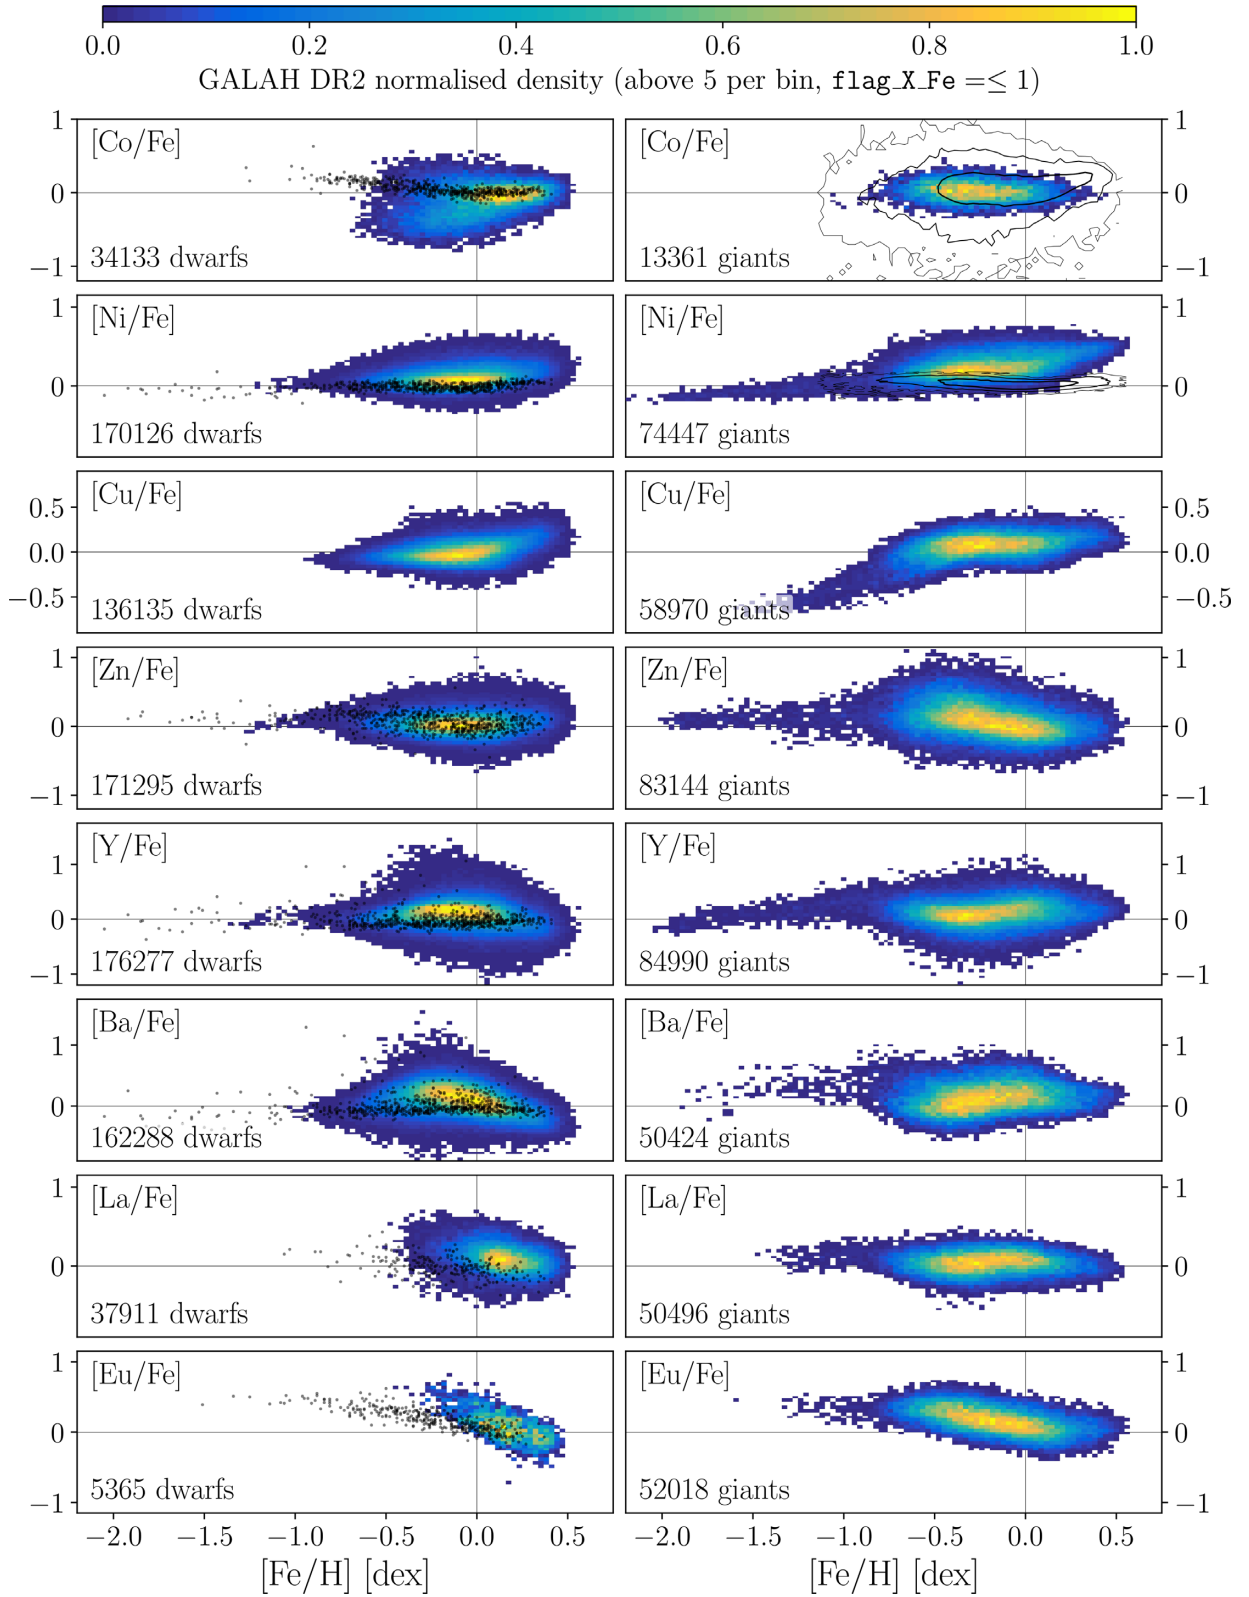 0.0 0.2 0.4 0.6 0.8 1.0
GALAH DR2 normalised density (above 5 per bin, flag_X_Fe =≤ 1)
1 [Co/Fe] [Co/Fe] 1
0 0
−1 34133 dwarfs 13361 giants −1
1 [Ni/Fe] [Ni/Fe] 1
0 0
170126 dwarfs 74447 giants
[Cu/Fe] [Cu/Fe]
0.5 0.5
0.0 0.0
−0.5 −0.5
136135 dwarfs 58970 giants
1 [Zn/Fe] [Zn/Fe] 1
0 0
171295 dwarfs 83144 giants
−1 −1
[Y/Fe] [Y/Fe]
1 1
0 0
176277 dwarfs 84990 giants
−1 −1
[Ba/Fe] [Ba/Fe]
1 1
0 0
162288 dwarfs 50424 giants
1 [La/Fe] [La/Fe] 1
0 0
37911 dwarfs 50496 giants
1 [Eu/Fe] [Eu/Fe] 1
0 0
5365 dwarfs 52018 giants
−1 −1
−2.0 −1.5 −1.0 −0.5 0.0 0.5 −2.0 −1.5 −1.0 −0.5 0.0 0.5
[Fe/H] [dex] [Fe/H] [dex]